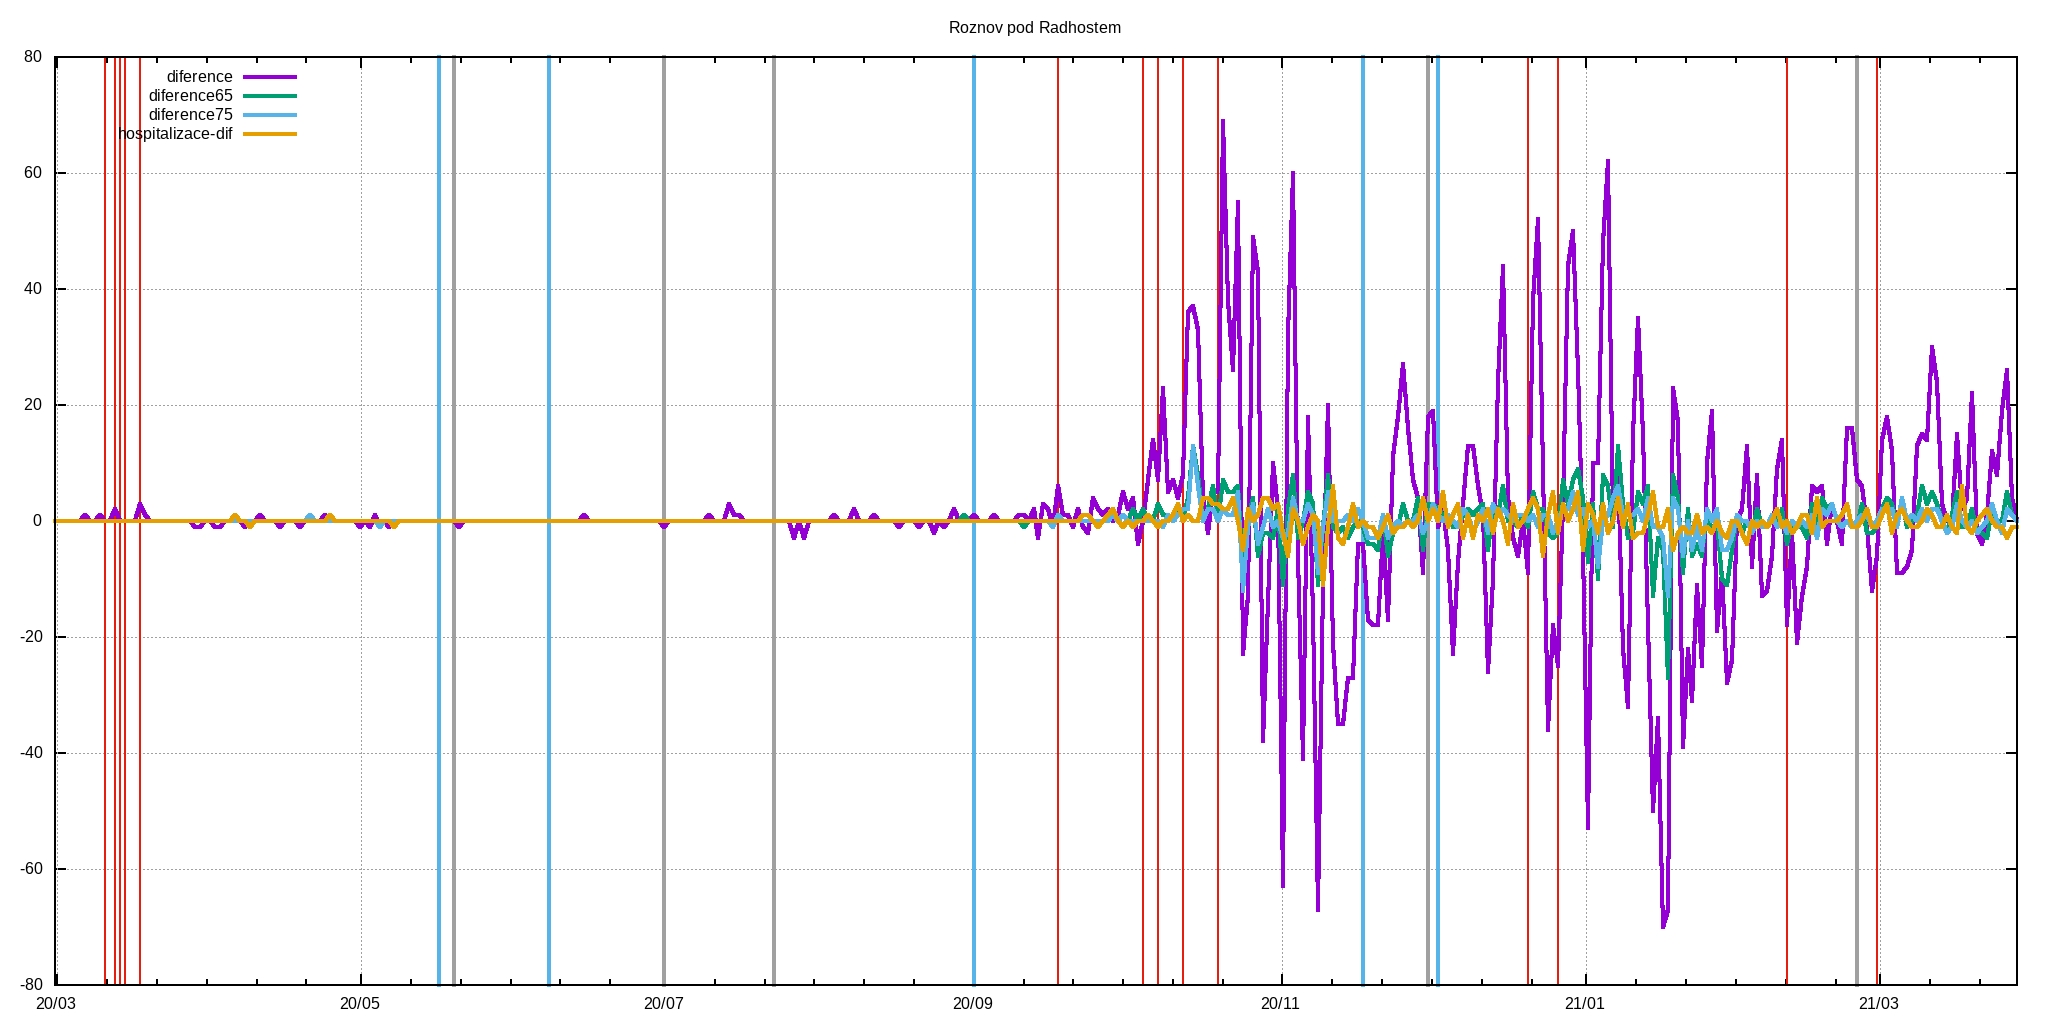 Roznov pod Radhostem
diference
diference65
diference75
hospitalizace-dif
80
60
40
20
0
-20
-40
-60
-80
20/03 20/05 20/07 20/09 20/11 21/01 21/03